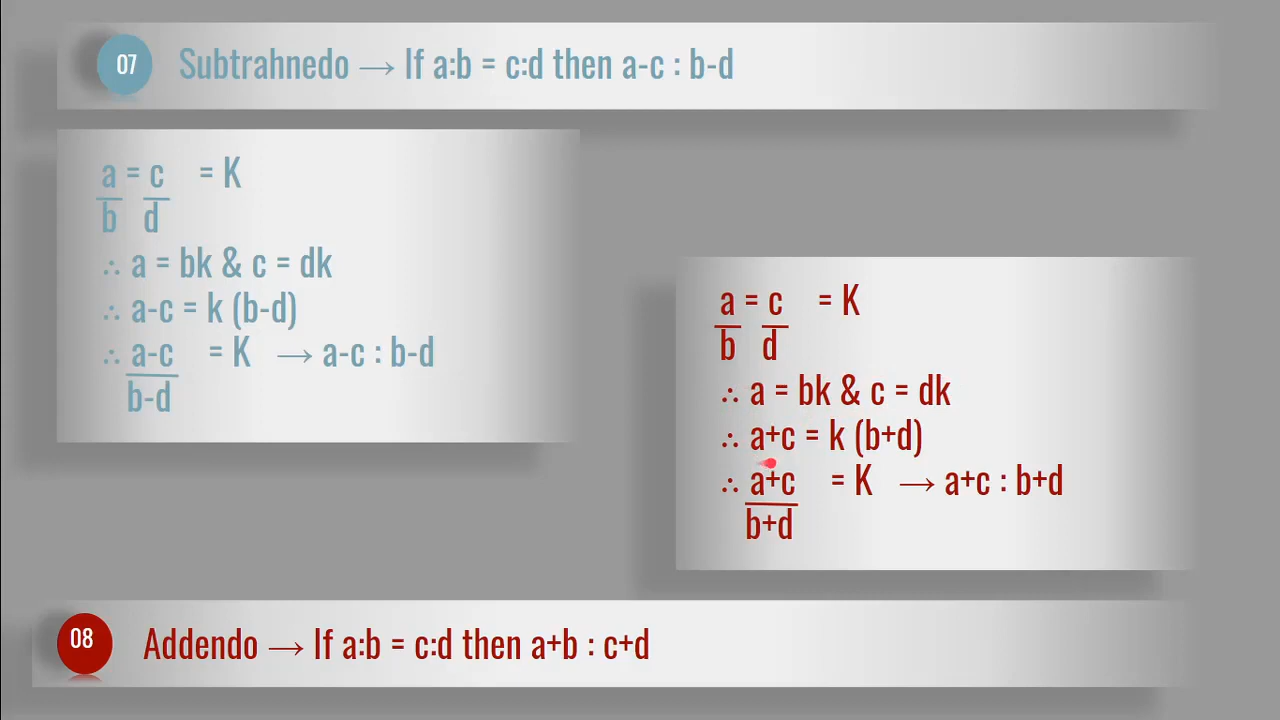 07 Subtrahnedo → If a:b = c:d then a-c : b-d
a = c = K
b d
∴ a = bk & c = dk
∴ a-c = k (b-d)
∴ a-c = K → a-c : b-d
b-d
a = c = K
b d
∴ a = bk & c = dk
∴ a+c = k (b+d)
∴ a+c = K → a+c : b+d
b+d
08 Addendo → If a:b = c:d then a+b : c+d